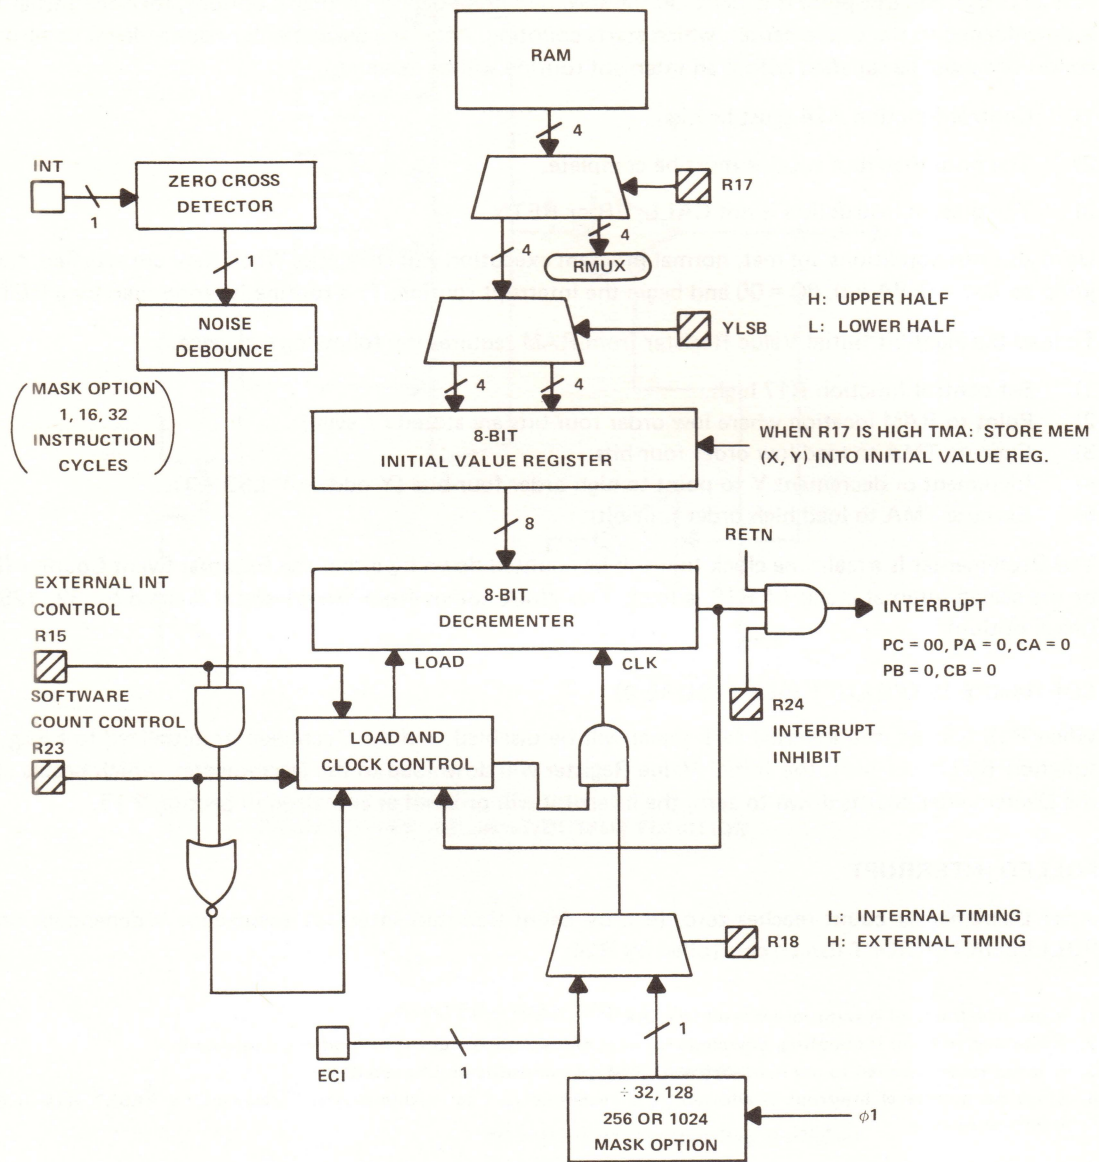 RAM
4
INT
1
ZERO CROSS
DETECTOR
R17
1
4
4
RMUX
NOISE
DEBOUNCE
YLSB
H: UPPER HALF
L: LOWER HALF
MASK OPTION
1, 16, 32
INSTRUCTION
CYCLES
4
4
8-BIT
INITIAL VALUE REGISTER
WHEN R17 IS HIGH TMA: STORE MEM
(X, Y) INTO INITIAL VALUE REG.
8
RETN
8-BIT
DECREMENTER
INTERRUPT
PC = 00, PA = 0, CA = 0
PB = 0, CB = 0
EXTERNAL INT
CONTROL
R15
LOAD
CLK
SOFTWARE
COUNT CONTROL
R23
LOAD AND
CLOCK CONTROL
R24
INTERRUPT
INHIBIT
L: INTERNAL TIMING
H: EXTERNAL TIMING
R18
ECI
1
1
÷ 32, 128
256 OR 1024
MASK OPTION
ϕ1